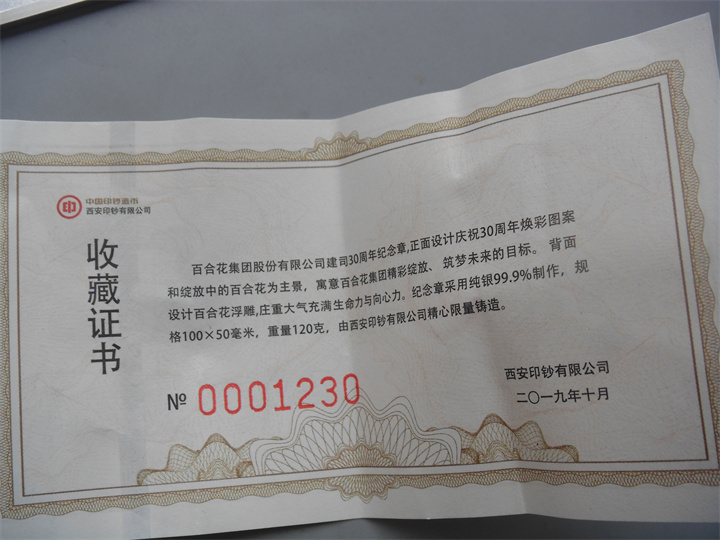 中国印钞造币
西安印钞有限公司
收藏证书
百合花集团股份有限公司建司30周年纪念章,正面设计庆祝30周年焕彩图案
和绽放中的百合花为主景，寓意百合花集团精彩绽放、筑梦未来的目标。背面
设计百合花浮雕,庄重大气充满生命力与向心力。纪念章采用纯银99.9%制作，规
格100×50毫米，重量120克，由西安印钞有限公司精心限量铸造。
№ 0001230
西安印钞有限公司
二〇一九年十月